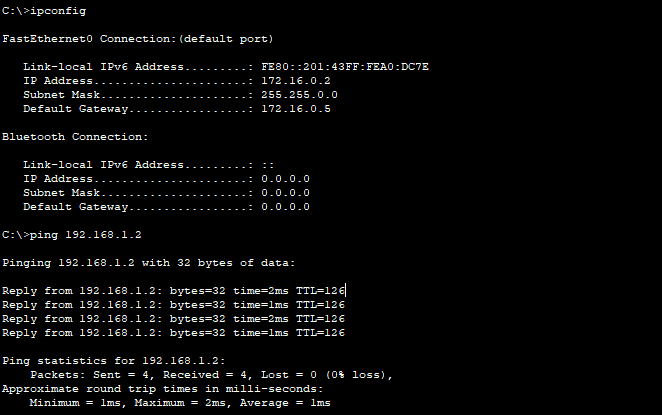 C:\>ipconfig
FastEthernet0 Connection:(default port)
Link-local IPv6 Address.........: FE80::201:43FF:FEA0:DC7E
IP Address......................: 172.16.0.2
Subnet Mask.....................: 255.255.0.0
Default Gateway.................: 172.16.0.5
Bluetooth Connection:
Link-local IPv6 Address.........: ::
IP Address......................: 0.0.0.0
Subnet Mask.....................: 0.0.0.0
Default Gateway.................: 0.0.0.0
C:\>ping 192.168.1.2
Pinging 192.168.1.2 with 32 bytes of data:
Reply from 192.168.1.2: bytes=32 time=2ms TTL=126
Reply from 192.168.1.2: bytes=32 time=1ms TTL=126
Reply from 192.168.1.2: bytes=32 time=2ms TTL=126
Reply from 192.168.1.2: bytes=32 time=1ms TTL=126
Ping statistics for 192.168.1.2:
Packets: Sent = 4, Received = 4, Lost = 0 (0% loss),
Approximate round trip times in milli-seconds:
Minimum = 1ms, Maximum = 2ms, Average = 1ms